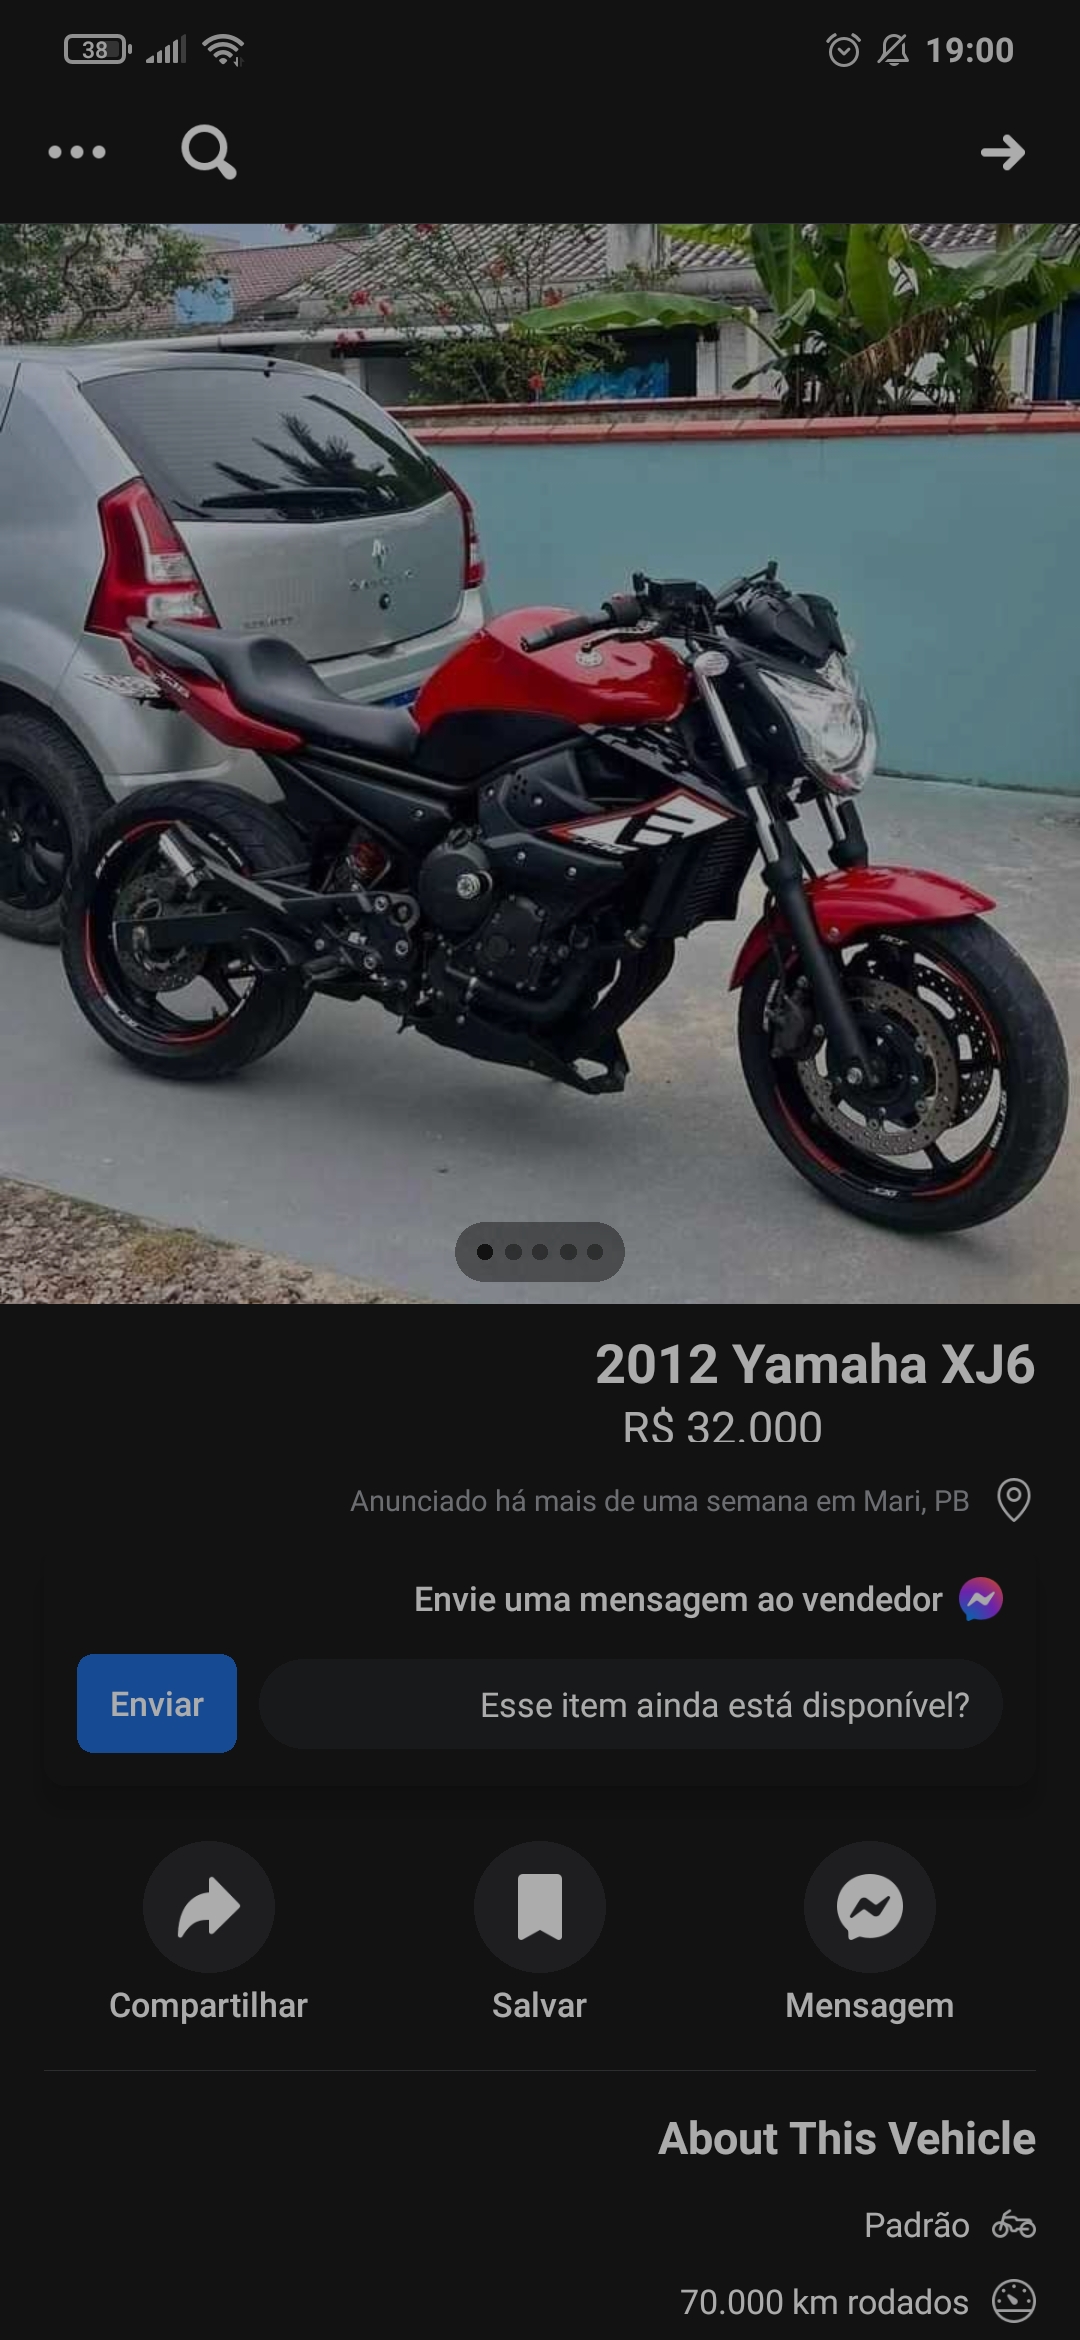 38
19:00
XJ6
2012 Yamaha XJ6
R$ 32.000
Anunciado há mais de uma semana em Mari, PB
Envie uma mensagem ao vendedor
Enviar
Esse item ainda está disponível?
Compartilhar
Salvar
Mensagem
About This Vehicle
Padrão
70.000 km rodados